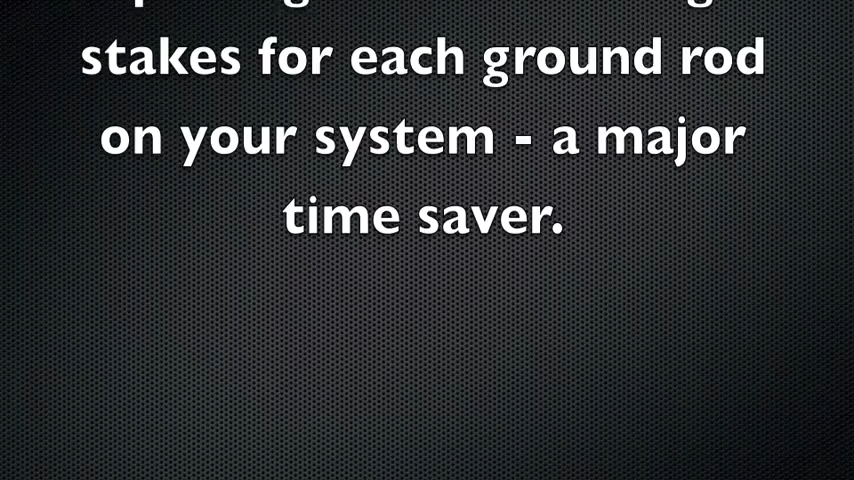 stakes for each ground rod
on your system - a major
time saver.